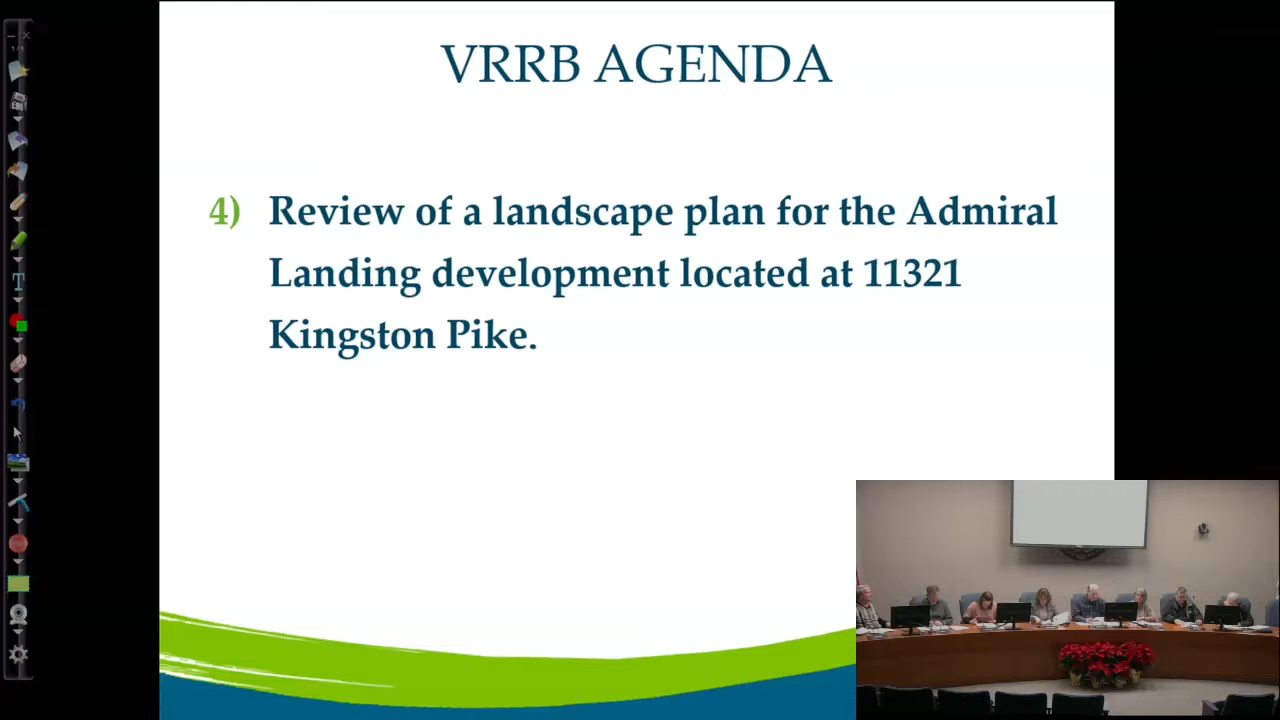 VRRB AGENDA
4) Review of a landscape plan for the Admiral
Landing development located at 11321
Kingston Pike.